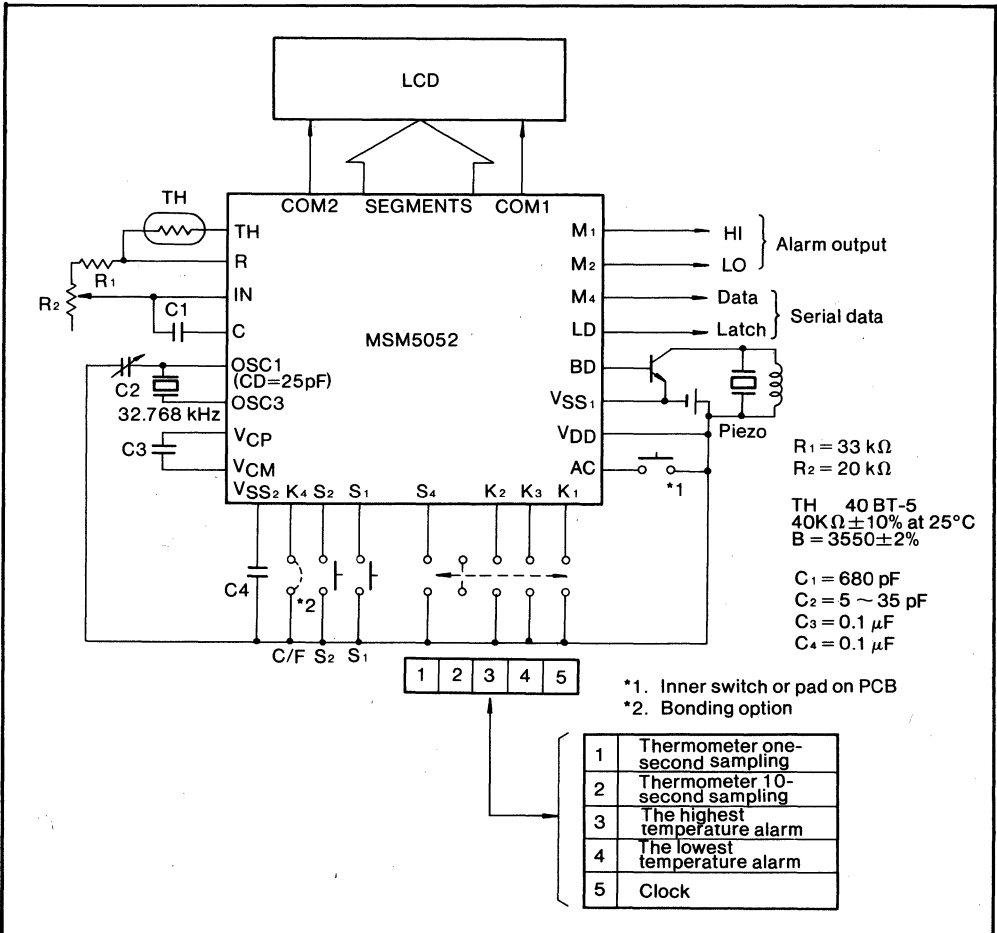 LCD
COM2 SEGMENTS COM1
TH
TH
R
R1
IN
R2
C1
C
MSM5052
M1 HI
M2 LO
Alarm output
M4 Data
LD Latch
Serial data
BD
VSS1
VDD
AC
*1
Piezo
OSC1
(CD=25pF)
OSC3
C2
32.768 kHz
VCP
C3
VCM
VSS2 K4 S2 S1 S4 K2 K3 K1
C4
*2
C/F S2 S1
R1 = 33 kΩ
R2 = 20 kΩ
TH 40 BT-5
40KΩ ±10% at 25°C
B = 3550±2%
C1 = 680 pF
C2 = 5 ~ 35 pF
C3 = 0.1 μF
C4 = 0.1 μF
1 2 3 4 5
*1. Inner switch or pad on PCB
*2. Bonding option
1 Thermometer one-
second sampling
2 Thermometer 10-
second sampling
3 The highest
temperature alarm
4 The lowest
temperature alarm
5 Clock